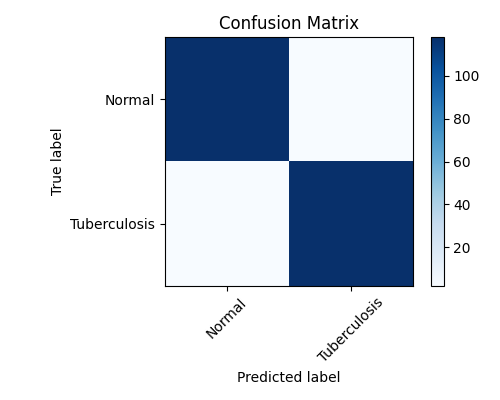 Confusion Matrix
True label
Normal
Tuberculosis
Normal
Tuberculosis
Predicted label
100
80
60
40
20